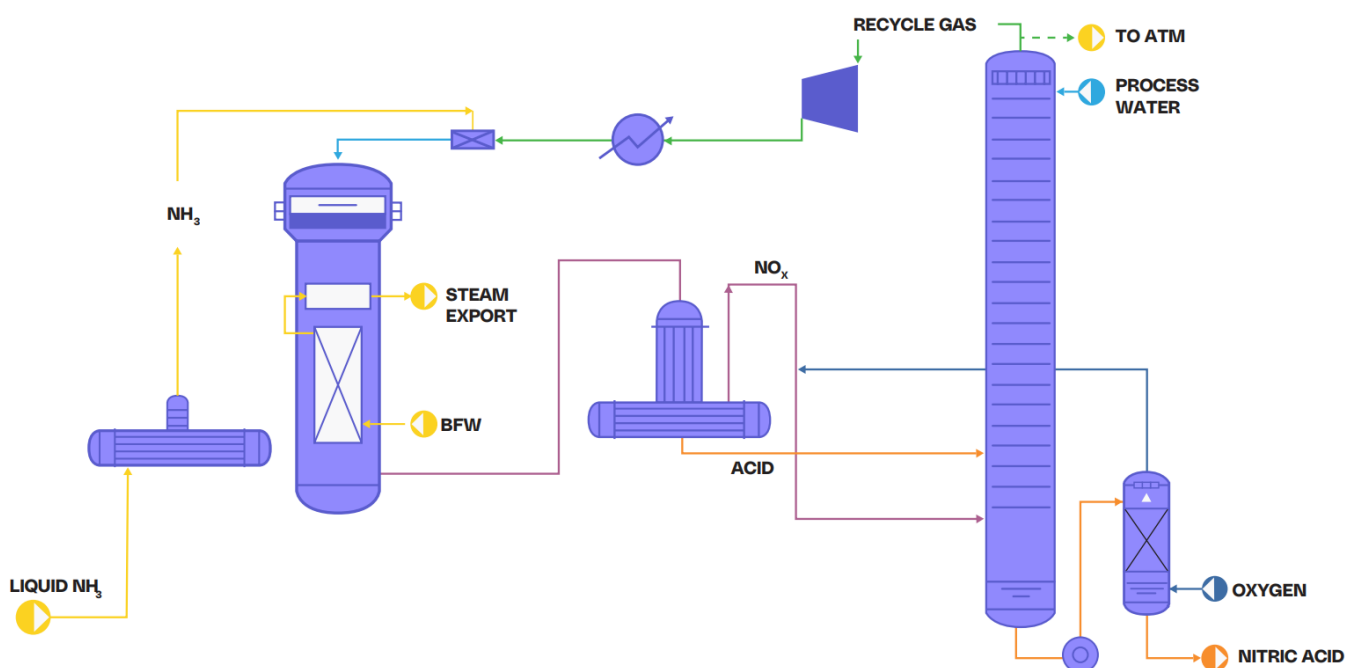 RECYCLE GAS
TO ATM
PROCESS
WATER
NH₃
STEAM
EXPORT
NOₓ
BFW
ACID
LIQUID NH₃
OXYGEN
NITRIC ACID